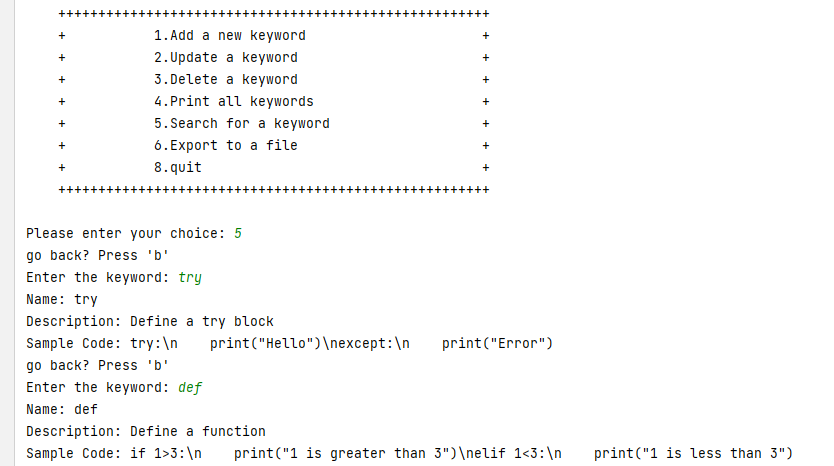 ++++++++++++++++++++++++++++++++++++++++++++++++++++++
+           1.Add a new keyword                      +
+           2.Update a keyword                       +
+           3.Delete a keyword                       +
+           4.Print all keywords                     +
+           5.Search for a keyword                   +
+           6.Export to a file                       +
+           8.quit                                   +
++++++++++++++++++++++++++++++++++++++++++++++++++++++
Please enter your choice: 5
go back? Press 'b'
Enter the keyword: try
Name: try
Description: Define a try block
Sample Code: try:\n    print("Hello")\nexcept:\n    print("Error")
go back? Press 'b'
Enter the keyword: def
Name: def
Description: Define a function
Sample Code: if 1>3:\n    print("1 is greater than 3")\nelif 1<3:\n    print("1 is less than 3")